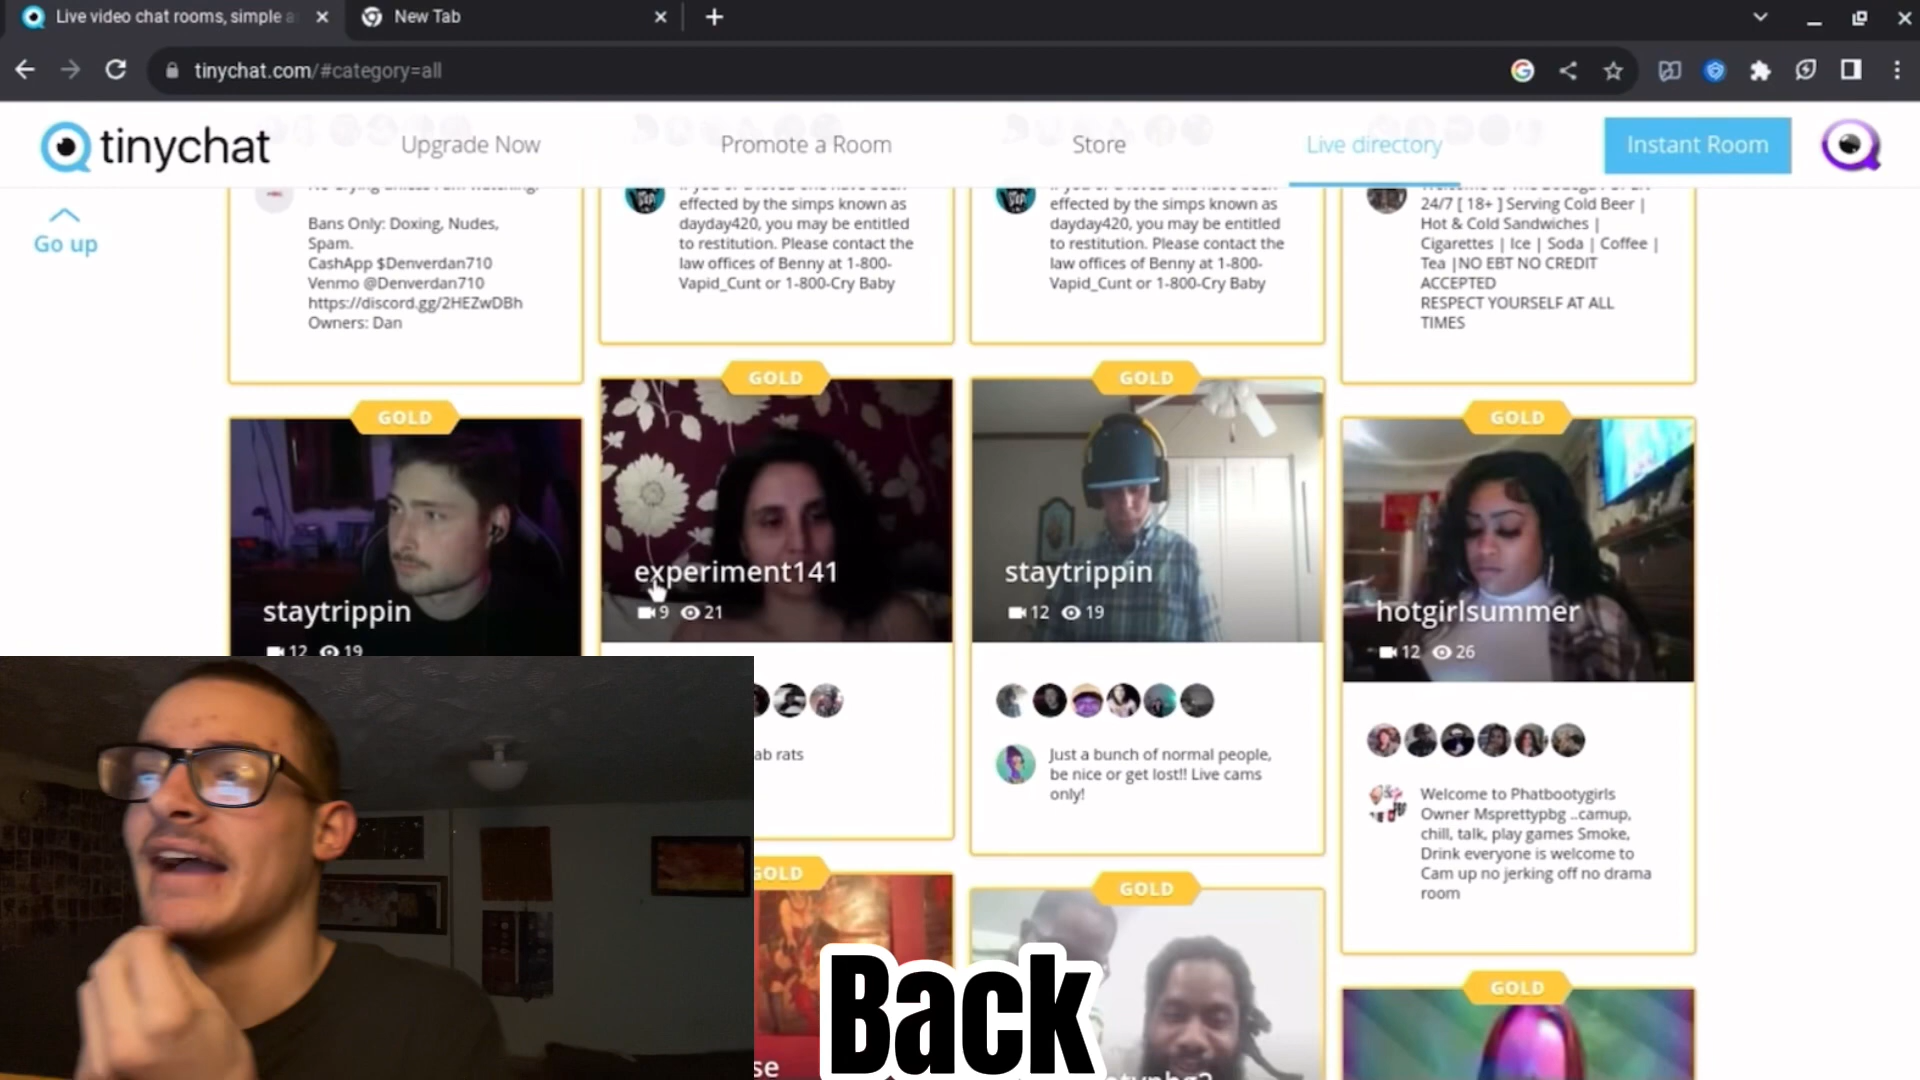 Live video chat rooms, simple a
New Tab
tinychat.com/#category=all
tinychat
Upgrade Now
Promote a Room
Store
Live directory
Instant Room
Go up
Bans Only: Doxing, Nudes,
Spam.
CashApp $Denverdan710
Venmo @Denverdan710
https://discord.gg/2HEZwDBh
Owners: Dan
effected by the simps known as
dayday420, you may be entitled
to restitution. Please contact the
law offices of Benny at 1-800-
Vapid_Cunt or 1-800-Cry Baby
effected by the simps known as
dayday420, you may be entitled
to restitution. Please contact the
law offices of Benny at 1-800-
Vapid_Cunt or 1-800-Cry Baby
24/7 [ 18+ ] Serving Cold Beer |
Hot & Cold Sandwiches |
Cigarettes | Ice | Soda | Coffee |
Tea |NO EBT NO CREDIT
ACCEPTED
RESPECT YOURSELF AT ALL
TIMES
GOLD
staytrippin
12 19
GOLD
experiment141
9 21
ab rats
GOLD
staytrippin
12 19
Just a bunch of normal people,
be nice or get lost!! Live cams
only!
GOLD
hotgirlsummer
12 26
Welcome to Phatbootygirls
Owner Msprettypbg ..camup,
chill, talk, play games Smoke,
Drink everyone is welcome to
Cam up no jerking off no drama
room
GOLD
se
GOLD
GOLD
Back